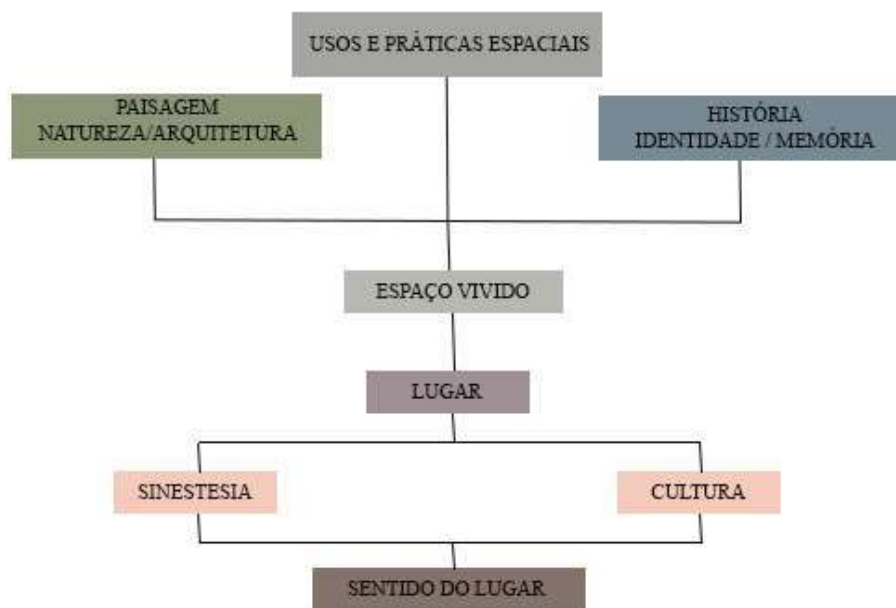 USOS E PRÁTICAS ESPACIAIS
PAISAGEM
NATUREZA/ARQUITETURA
HISTÓRIA
IDENTIDADE / MEMÓRIA
ESPAÇO VIVIDO
LUGAR
SINESTESIA
CULTURA
SENTIDO DO LUGAR